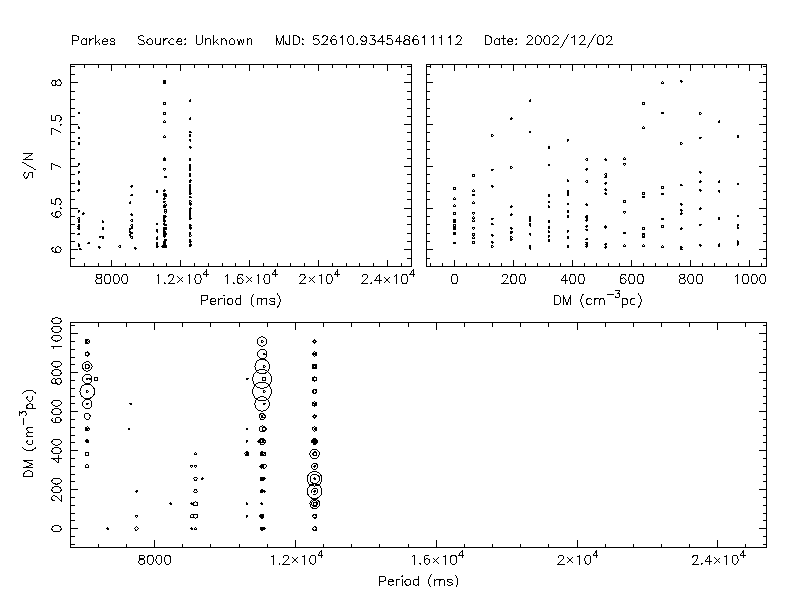 Parkes Source: Unknown MJD: 52610.934548611112 Date: 2002/12/02
S/N
8
7.5
7
6.5
6
8000 1.2×10⁴ 1.6×10⁴ 2×10⁴ 2.4×10⁴
Period (ms)
0 200 400 600 800 1000
DM (cm⁻³pc)
DM (cm⁻³pc)
1000
800
600
400
200
0
8000 1.2×10⁴ 1.6×10⁴ 2×10⁴ 2.4×10⁴
Period (ms)